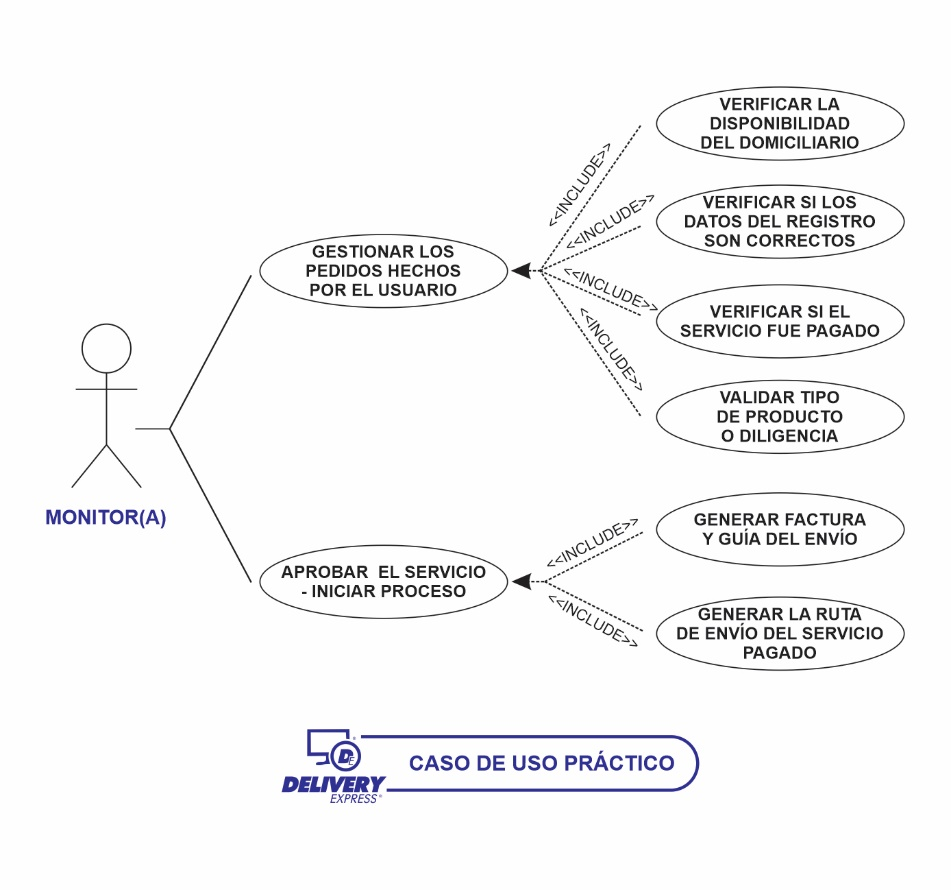 VERIFICAR LA
DISPONIBILIDAD
DEL DOMICILIARIO
<<INCLUDE>>
<<INCLUDE>>
VERIFICAR SI LOS
DATOS DEL REGISTRO
SON CORRECTOS
GESTIONAR LOS
PEDIDOS HECHOS
POR EL USUARIO
<<INCLUDE>>
VERIFICAR SI EL
SERVICIO FUE PAGADO
<<INCLUDE>>
VALIDAR TIPO
DE PRODUCTO
O DILIGENCIA
MONITOR(A)
<<INCLUDE>>
GENERAR FACTURA
Y GUÍA DEL ENVÍO
APROBAR EL SERVICIO
- INICIAR PROCESO
<<INCLUDE>>
GENERAR LA RUTA
DE ENVÍO DEL SERVICIO
PAGADO
DE
DELIVERY
EXPRESS®
CASO DE USO PRÁCTICO